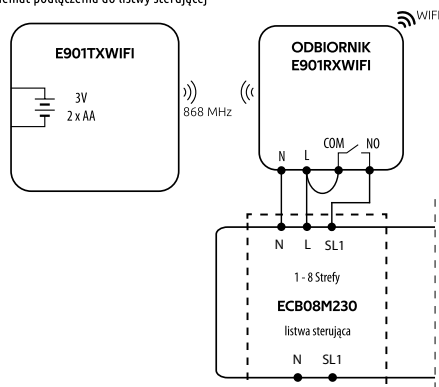 schemat podłączenia do listwy sterującej
WIFI
E901TXWIFI
3V
2 x AA
868 MHz
ODBIORNIK
E901RXWIFI
N L COM NO
N L SL1
1 - 8 Strefy
ECB08M230
listwa sterująca
N SL1